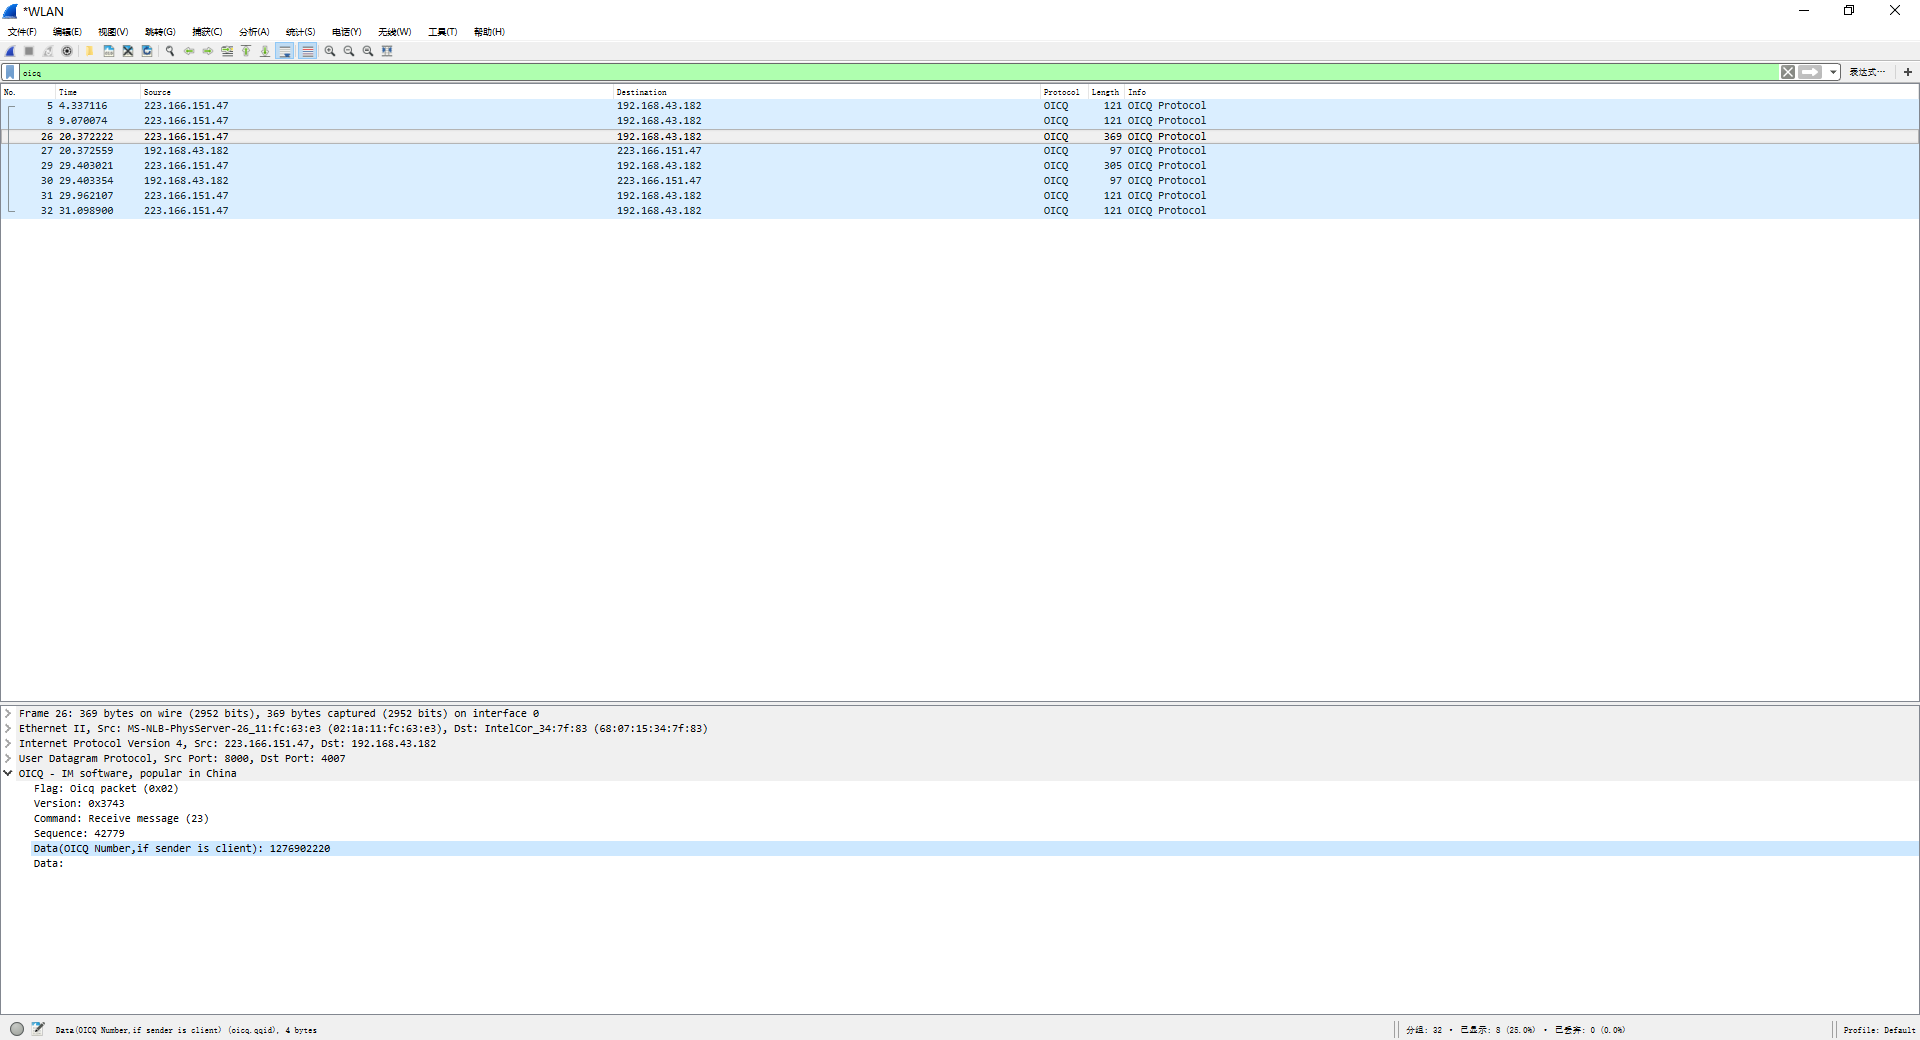 *WLAN
文件(F) 编辑(E) 视图(V) 跳转(G) 捕获(C) 分析(A) 统计(S) 电话(Y) 无线(W) 工具(T) 帮助(H)
oicq 表达式… +
No. Time Source Destination Protocol Length Info
5 4.337116 223.166.151.47 192.168.43.182 OICQ 121 OICQ Protocol
8 9.070074 223.166.151.47 192.168.43.182 OICQ 121 OICQ Protocol
26 20.372222 223.166.151.47 192.168.43.182 OICQ 369 OICQ Protocol
27 20.372559 192.168.43.182 223.166.151.47 OICQ 97 OICQ Protocol
29 29.403021 223.166.151.47 192.168.43.182 OICQ 305 OICQ Protocol
30 29.403354 192.168.43.182 223.166.151.47 OICQ 97 OICQ Protocol
31 29.962107 223.166.151.47 192.168.43.182 OICQ 121 OICQ Protocol
32 31.098900 223.166.151.47 192.168.43.182 OICQ 121 OICQ Protocol
Frame 26: 369 bytes on wire (2952 bits), 369 bytes captured (2952 bits) on interface 0
Ethernet II, Src: MS-NLB-PhysServer-26_11:fc:63:e3 (02:1a:11:fc:63:e3), Dst: IntelCor_34:7f:83 (68:07:15:34:7f:83)
Internet Protocol Version 4, Src: 223.166.151.47, Dst: 192.168.43.182
User Datagram Protocol, Src Port: 8000, Dst Port: 4007
OICQ - IM software, popular in China
Flag: Oicq packet (0x02)
Version: 0x3743
Command: Receive message (23)
Sequence: 42779
Data(OICQ Number,if sender is client): 1276902220
Data:
Data(OICQ Number,if sender is client) (oicq.qqid), 4 bytes 分组: 32 · 已显示: 8 (25.0%) · 已丢弃: 0 (0.0%) Profile: Default